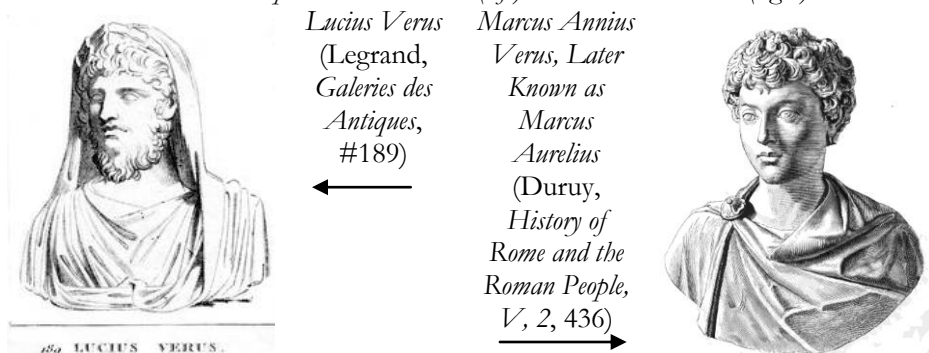 Lucius Verus
(Legrand,
Galeries des
Antiques,
#189)
Marcus Annius
Verus, Later
Known as
Marcus
Aurelius
(Duruy,
History of
Rome and the
Roman People,
V, 2, 436)
189 LUCIUS VERUS.